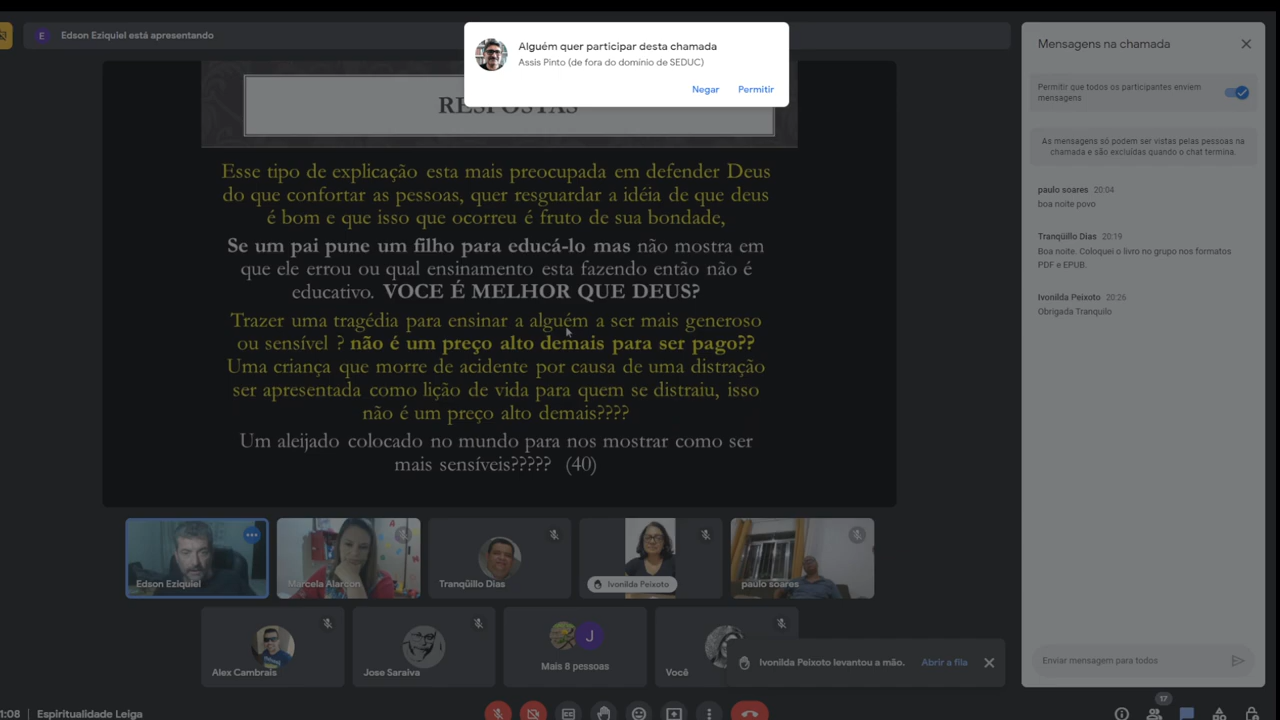 E Edson Eziquiel está apresentando
Alguém quer participar desta chamada
Assis Pinto (de fora do domínio de SEDUC)
Negar Permitir
RESPOSTAS
Esse tipo de explicação esta mais preocupada em defender Deus
do que confortar as pessoas, quer resguardar a idéia de que deus
é bom e que isso que ocorreu é fruto de sua bondade,
Se um pai pune um filho para educá-lo mas não mostra em
que ele errou ou qual ensinamento esta fazendo então não é
educativo. VOCE É MELHOR QUE DEUS?
Trazer uma tragédia para ensinar a alguém a ser mais generoso
ou sensível ? não é um preço alto demais para ser pago??
Uma criança que morre de acidente por causa de uma distração
ser apresentada como lição de vida para quem se distraiu, isso
não é um preço alto demais????
Um aleijado colocado no mundo para nos mostrar como ser
mais sensíveis????? (40)
Edson Eziquiel
Marcela Alarcon
Tranqüillo Dias
Ivonilda Peixoto
paulo soares
Alex Cambrais
Jose Saraiva
J
Mais 8 pessoas
Você
Ivonilda Peixoto levantou a mão. Abrir a fila
1:08 | Espiritualidade Leiga
Mensagens na chamada
Permitir que todos os participantes enviem
mensagens
As mensagens só podem ser vistas pelas pessoas na
chamada e são excluídas quando o chat termina.
paulo soares 20:04
boa noite povo
Tranqüillo Dias 20:19
Boa noite. Coloquei o livro no grupo nos formatos
PDF e EPUB.
Ivonilda Peixoto 20:26
Obrigada Tranquilo
Enviar mensagem para todos
17